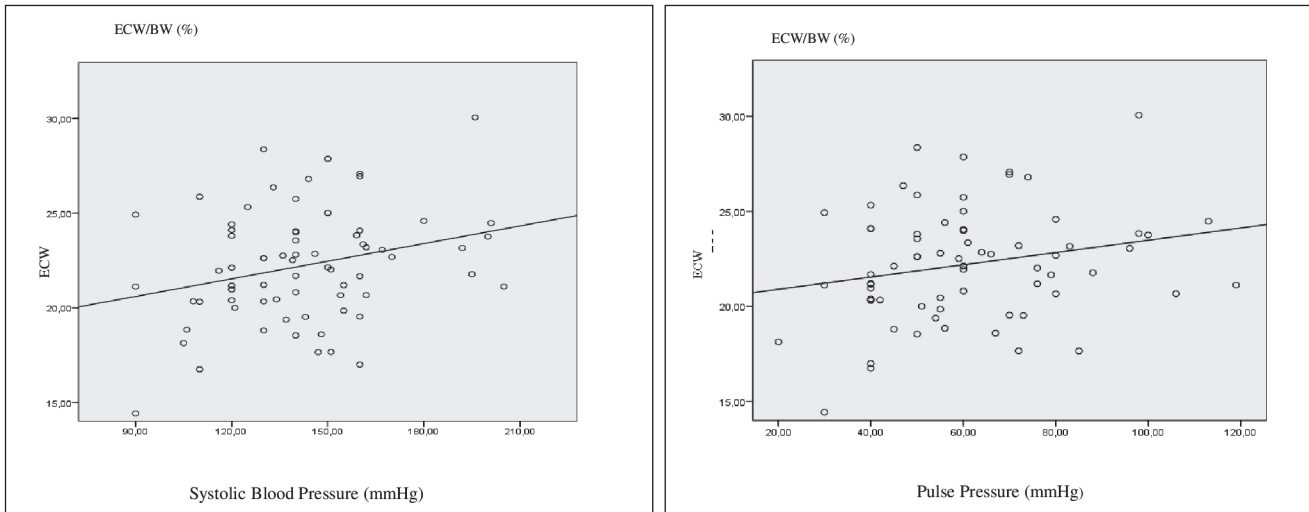 ECW/BW (%)
30,00
25,00
20,00
15,00
ECW
90,00 120,00 150,00 180,00 210,00
Systolic Blood Pressure (mmHg)
ECW/BW (%)
30,00
25,00
20,00
15,00
ECW
20,00 40,00 60,00 80,00 100,00 120,00
Pulse Pressure (mmHg)